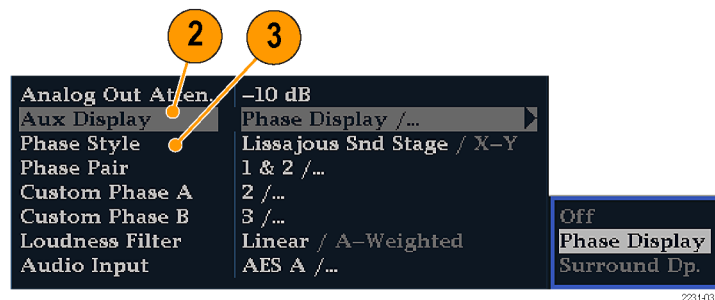 2 3
Analog Out Atten. –10 dB
Aux Display Phase Display /...
Phase Style Lissajous Snd Stage / X–Y
Phase Pair 1 & 2 /...
Custom Phase A 2 /...
Custom Phase B 3 /...
Loudness Filter Linear / A–Weighted
Audio Input AES A /...
Off
Phase Display
Surround Dp.
2231-03